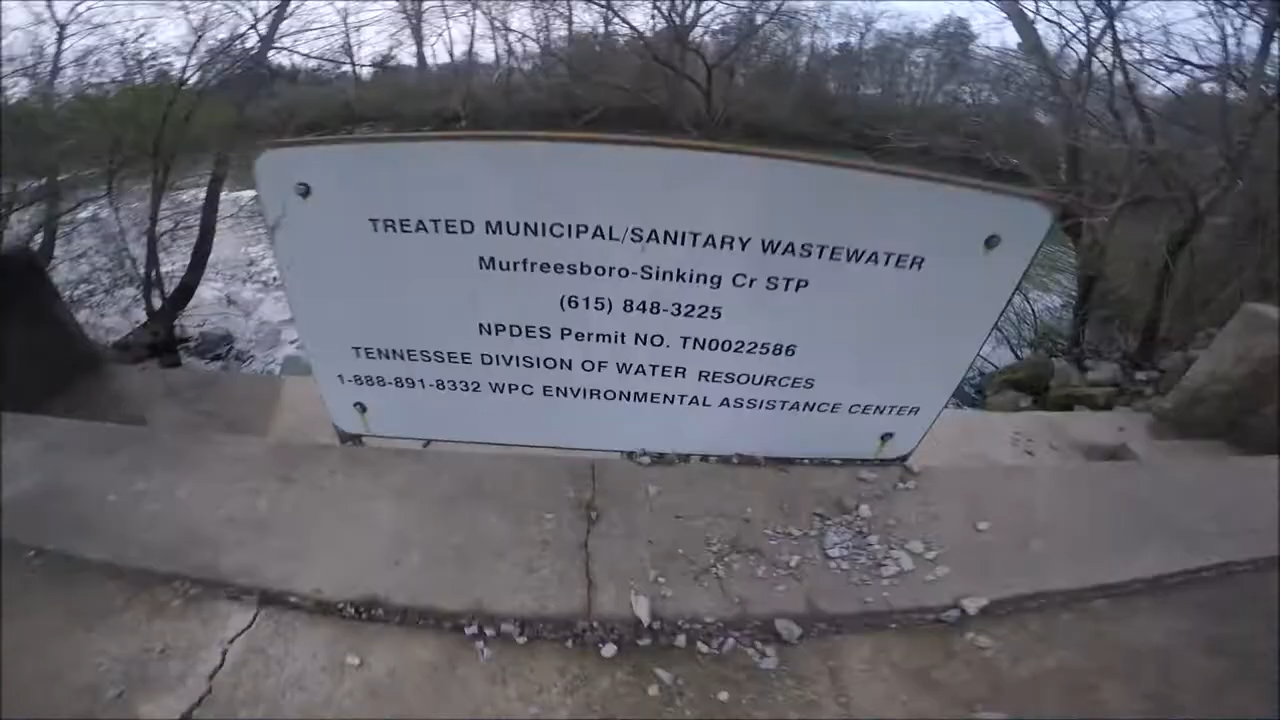 TREATED MUNICIPAL/SANITARY WASTEWATER
Murfreesboro-Sinking Cr STP
(615) 848-3225
NPDES Permit NO. TN0022586
TENNESSEE DIVISION OF WATER RESOURCES
1-888-891-8332 WPC ENVIRONMENTAL ASSISTANCE CENTER